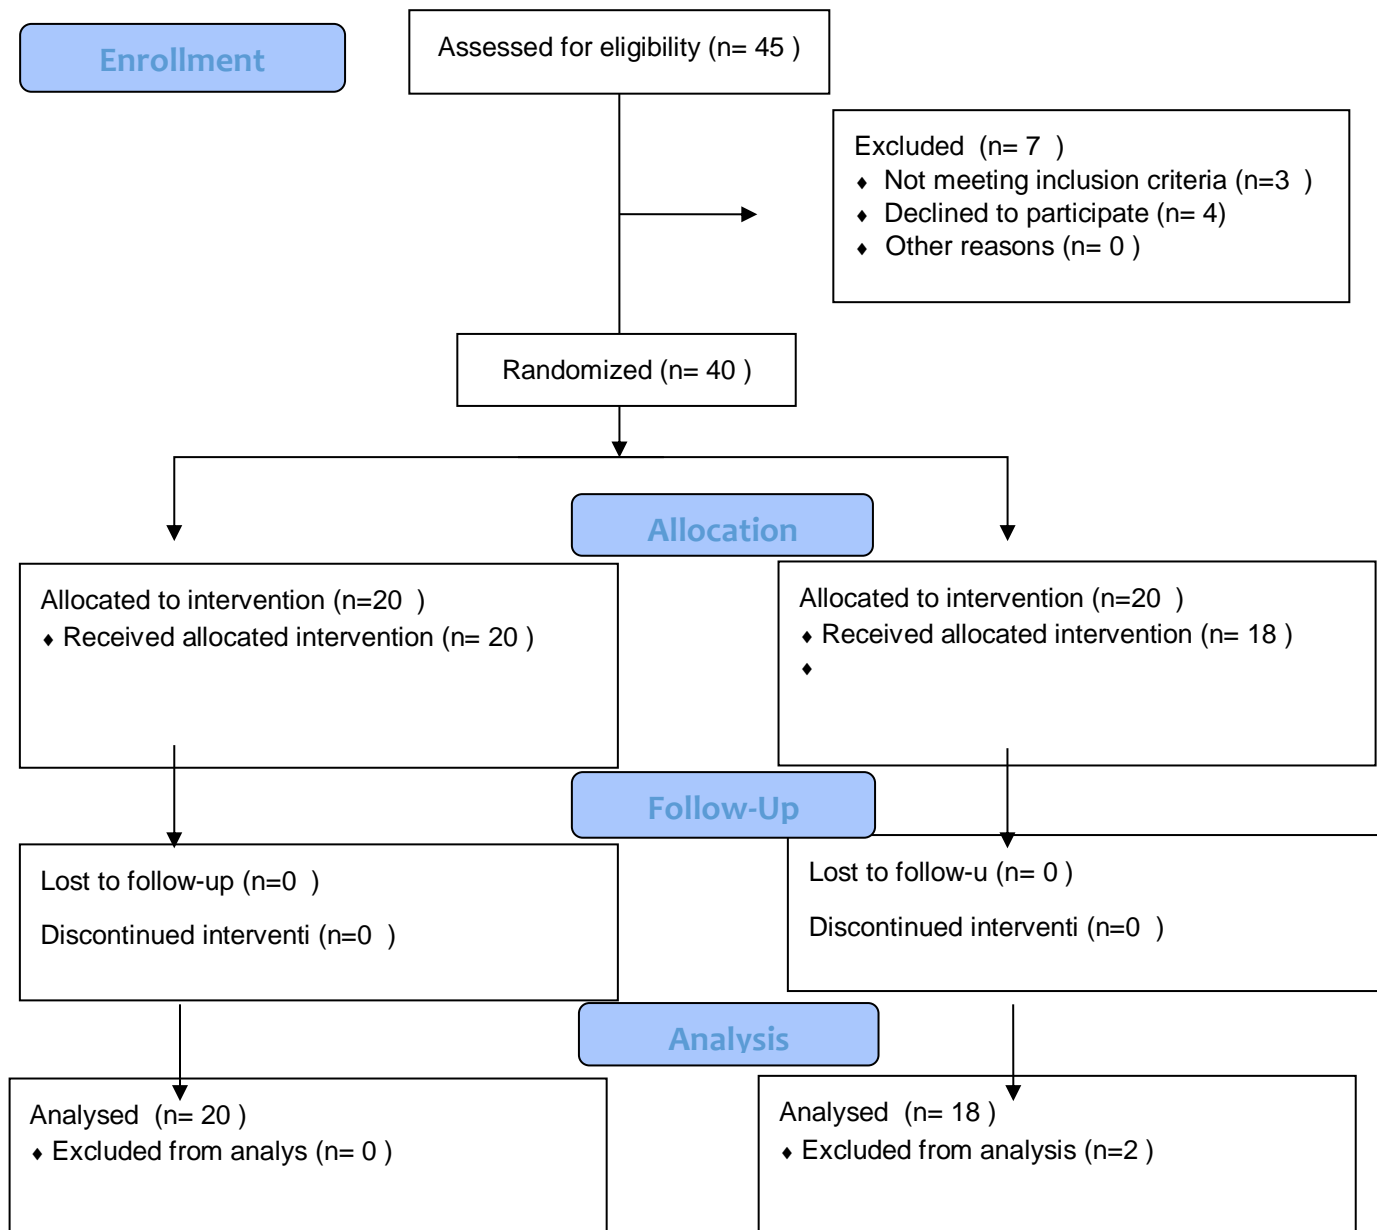 Enrollment
Assessed for eligibility (n= 45 )
Excluded  (n= 7  )
♦ Not meeting inclusion criteria (n=3  )
♦ Declined to participate (n= 4)
♦ Other reasons (n= 0 )
Randomized (n= 40 )
Allocation
Allocated to intervention (n=20  )
♦ Received allocated intervention (n= 20 )
Allocated to intervention (n=20  )
♦ Received allocated intervention (n= 18 )
♦
Follow-Up
Lost to follow-up (n=0  )
Discontinued interventi (n=0  )
Lost to follow-u (n= 0 )
Discontinued interventi (n=0  )
Analysis
Analysed  (n= 20 )
♦ Excluded from analys (n= 0 )
Analysed  (n= 18 )
♦ Excluded from analysis (n=2 )